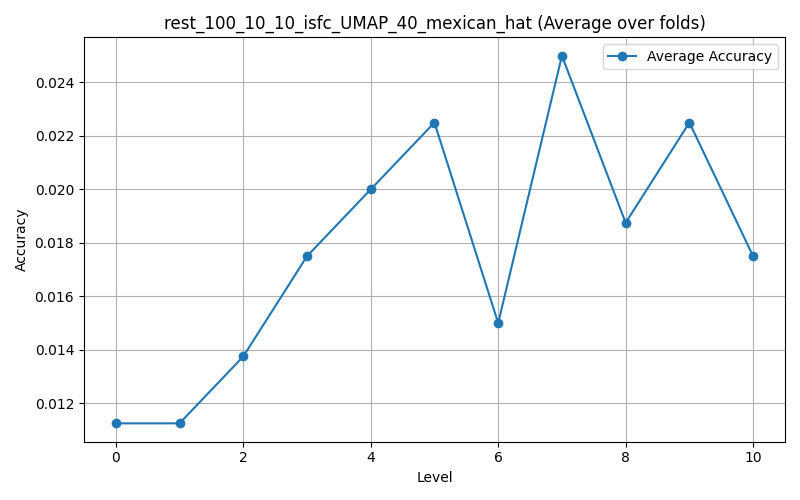 rest_100_10_10_isfc_UMAP_40_mexican_hat (Average over folds)
Average Accuracy
0.024
0.022
0.020
0.018
0.016
0.014
0.012
Accuracy
0 2 4 6 8 10
Level